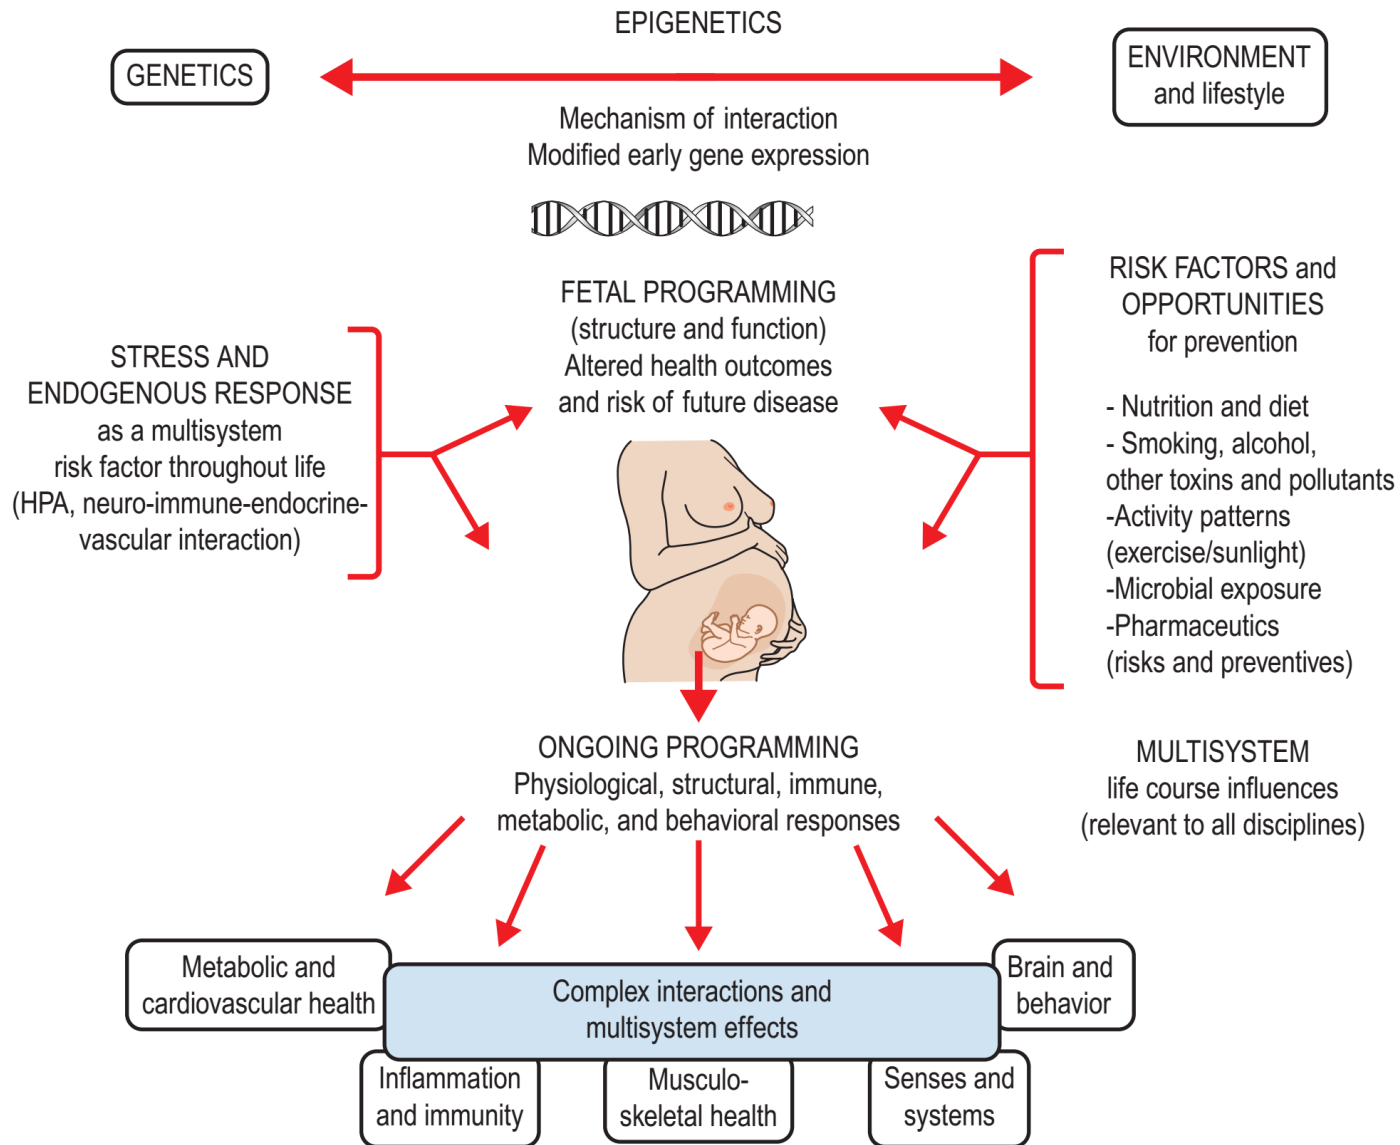 EPIGENETICS
GENETICS
ENVIRONMENT
and lifestyle
Mechanism of interaction
Modified early gene expression
FETAL PROGRAMMING
(structure and function)
Altered health outcomes
and risk of future disease
STRESS AND
ENDOGENOUS RESPONSE
as a multisystem
risk factor throughout life
(HPA, neuro-immune-endocrine-
vascular interaction)
RISK FACTORS and
OPPORTUNITIES
for prevention
- Nutrition and diet
- Smoking, alcohol,
other toxins and pollutants
-Activity patterns
(exercise/sunlight)
-Microbial exposure
-Pharmaceutics
(risks and preventives)
ONGOING PROGRAMMING
Physiological, structural, immune,
metabolic, and behavioral responses
MULTISYSTEM
life course influences
(relevant to all disciplines)
Metabolic and
cardiovascular health
Complex interactions and
multisystem effects
Brain and
behavior
Inflammation
and immunity
Musculo-
skeletal health
Senses and
systems